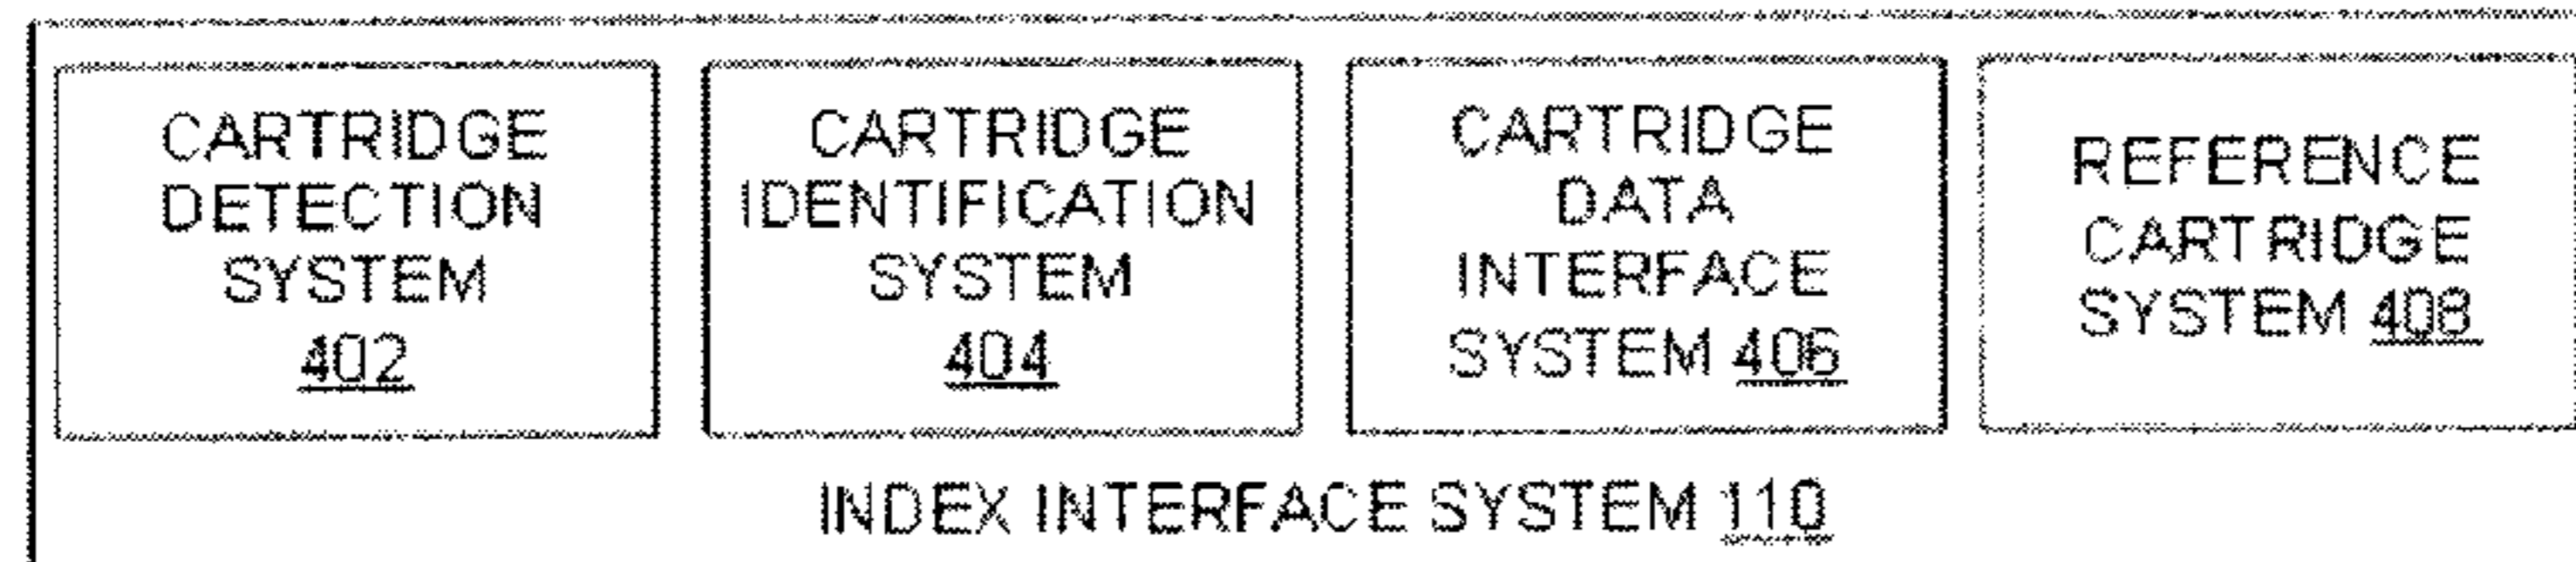 CARTRIDGE
DETECTION
SYSTEM
402
CARTRIDGE
IDENTIFICATION
SYSTEM
404
CARTRIDGE
DATA
INTERFACE
SYSTEM 406
REFERENCE
CARTRIDGE
SYSTEM 408
INDEX INTERFACE SYSTEM 110